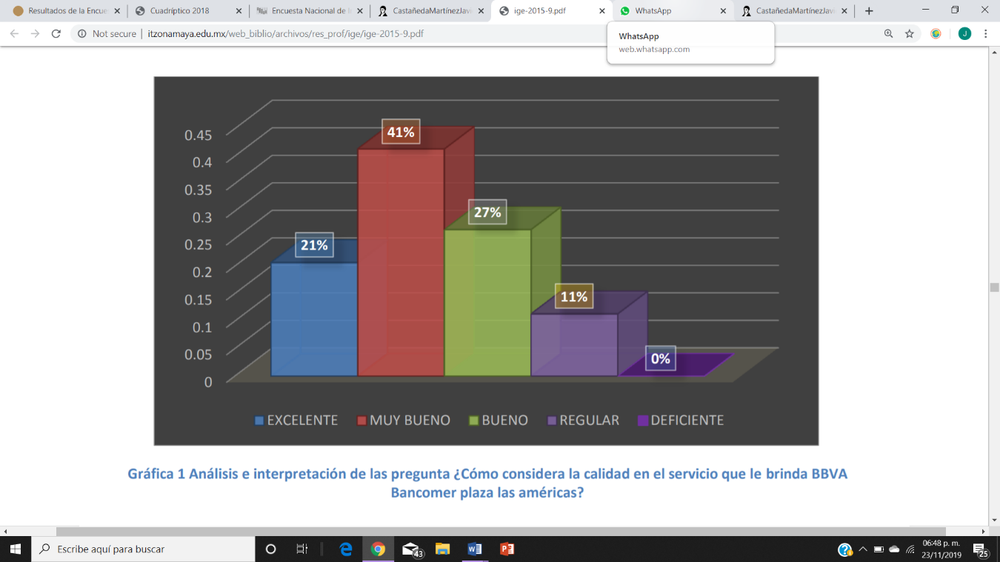 Resultados de la Encue
Cuadríptico 2018
Encuesta Nacional de I
CastañedaMartínezJavi
ige-2015-9.pdf
WhatsApp
CastañedaMartínezJavi
Not secure
itzonamaya.edu.mx/web_biblio/archivos/res_prof/ige/ige-2015-9.pdf
J
WhatsApp
web.whatsapp.com
0.45
0.4
0.35
0.3
0.25
0.2
0.15
0.1
0.05
0
21%
41%
27%
11%
0%
EXCELENTE MUY BUENO BUENO REGULAR DEFICIENTE
Gráfica 1 Análisis e interpretación de las pregunta ¿Cómo considera la calidad en el servicio que le brinda BBVA
Bancomer plaza las américas?
Escribe aquí para buscar
43
06:48 p. m.
23/11/2019
25